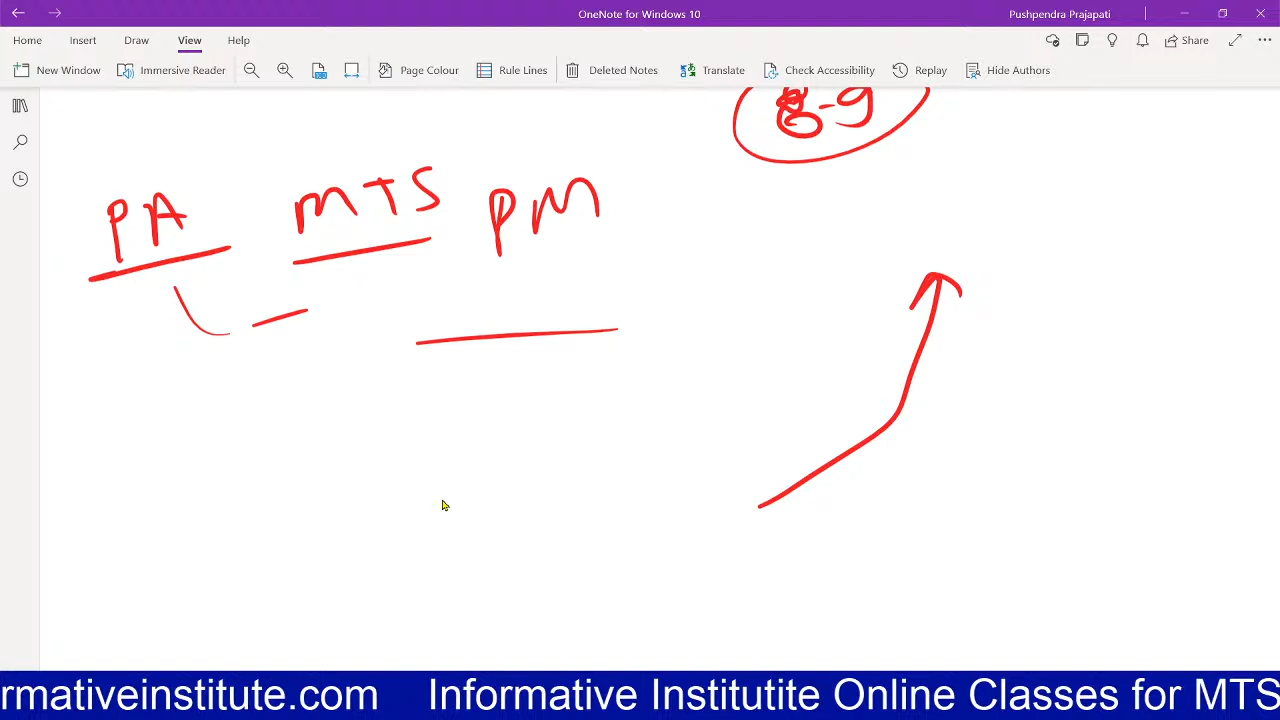 OneNote for Windows 10
Pushpendra Prajapati
Home Insert Draw View Help
Share
New Window Immersive Reader Page Colour Rule Lines Deleted Notes Translate Check Accessibility Replay Hide Authors
8-9
PA MTS PM
rmativeinstitute.com Informative Institutite Online Classes for MTS